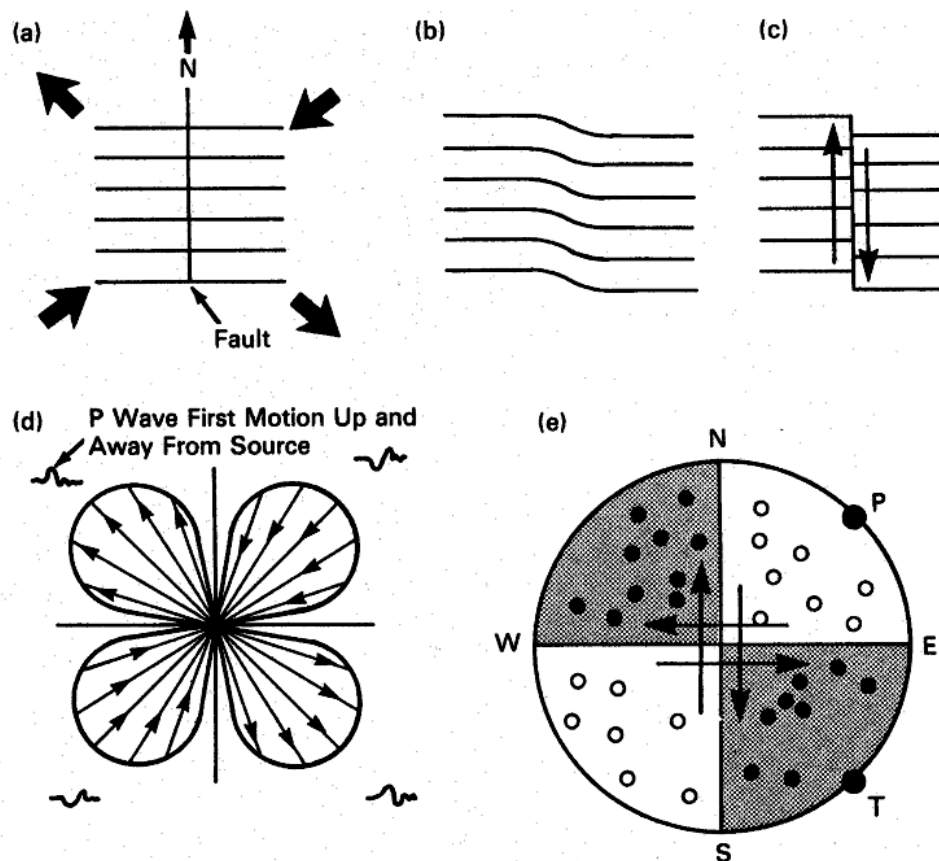 (a)
N
Fault
(b)
(c)
(d)
P Wave First Motion Up and
Away From Source
(e)
N
P
W
E
T
S